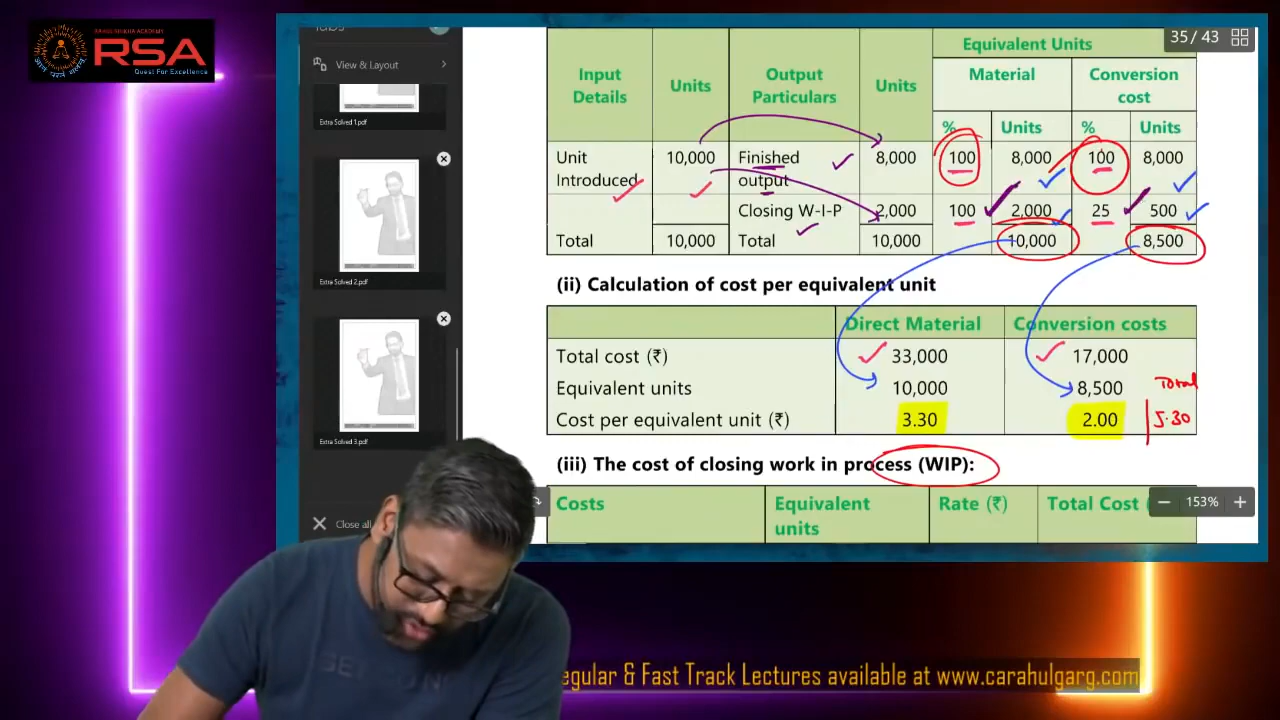 RAHUL SHUKLA ACADEMY
RSA
Quest For Excellence
View & Layout
Extra Solved 1.pdf
Extra Solved 2.pdf
Extra Solved 3.pdf
Close all
35 / 43
Equivalent Units
Input Details Units Output Particulars Units Material Conversion cost
% Units % Units
Unit Introduced 10,000 Finished output 8,000 100 8,000 100 8,000
Closing W-I-P 2,000 100 2,000 25 500
Total 10,000 Total 10,000 10,000 8,500
(ii) Calculation of cost per equivalent unit
Direct Material Conversion costs
Total cost (₹) 33,000 17,000
Equivalent units 10,000 8,500 Total
Cost per equivalent unit (₹) 3.30 2.00 5.30
(iii) The cost of closing work in process (WIP):
Costs Equivalent units Rate (₹) Total Cost
153%
egular & Fast Track Lectures available at www.carahulgarg.com